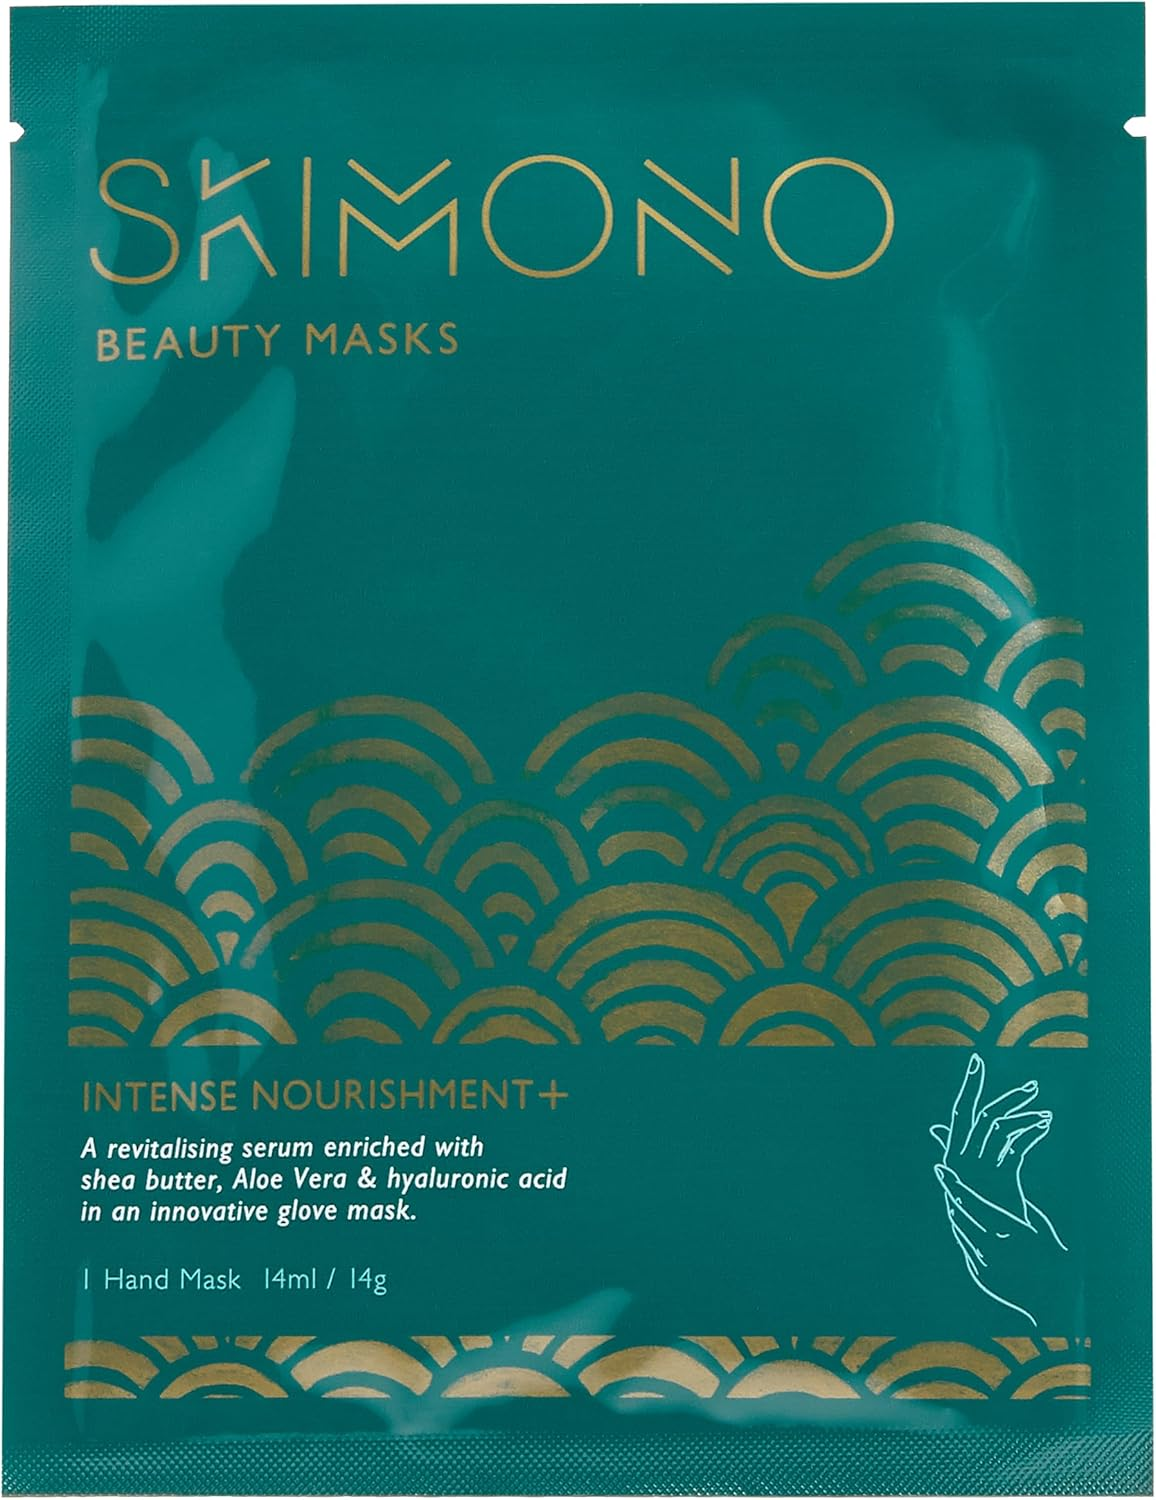 SKIMONO
BEAUTY MASKS
INTENSE NOURISHMENT+
A revitalising serum enriched with
shea butter, Aloe Vera & hyaluronic acid
in an innovative glove mask.
1 Hand Mask 14ml / 14g